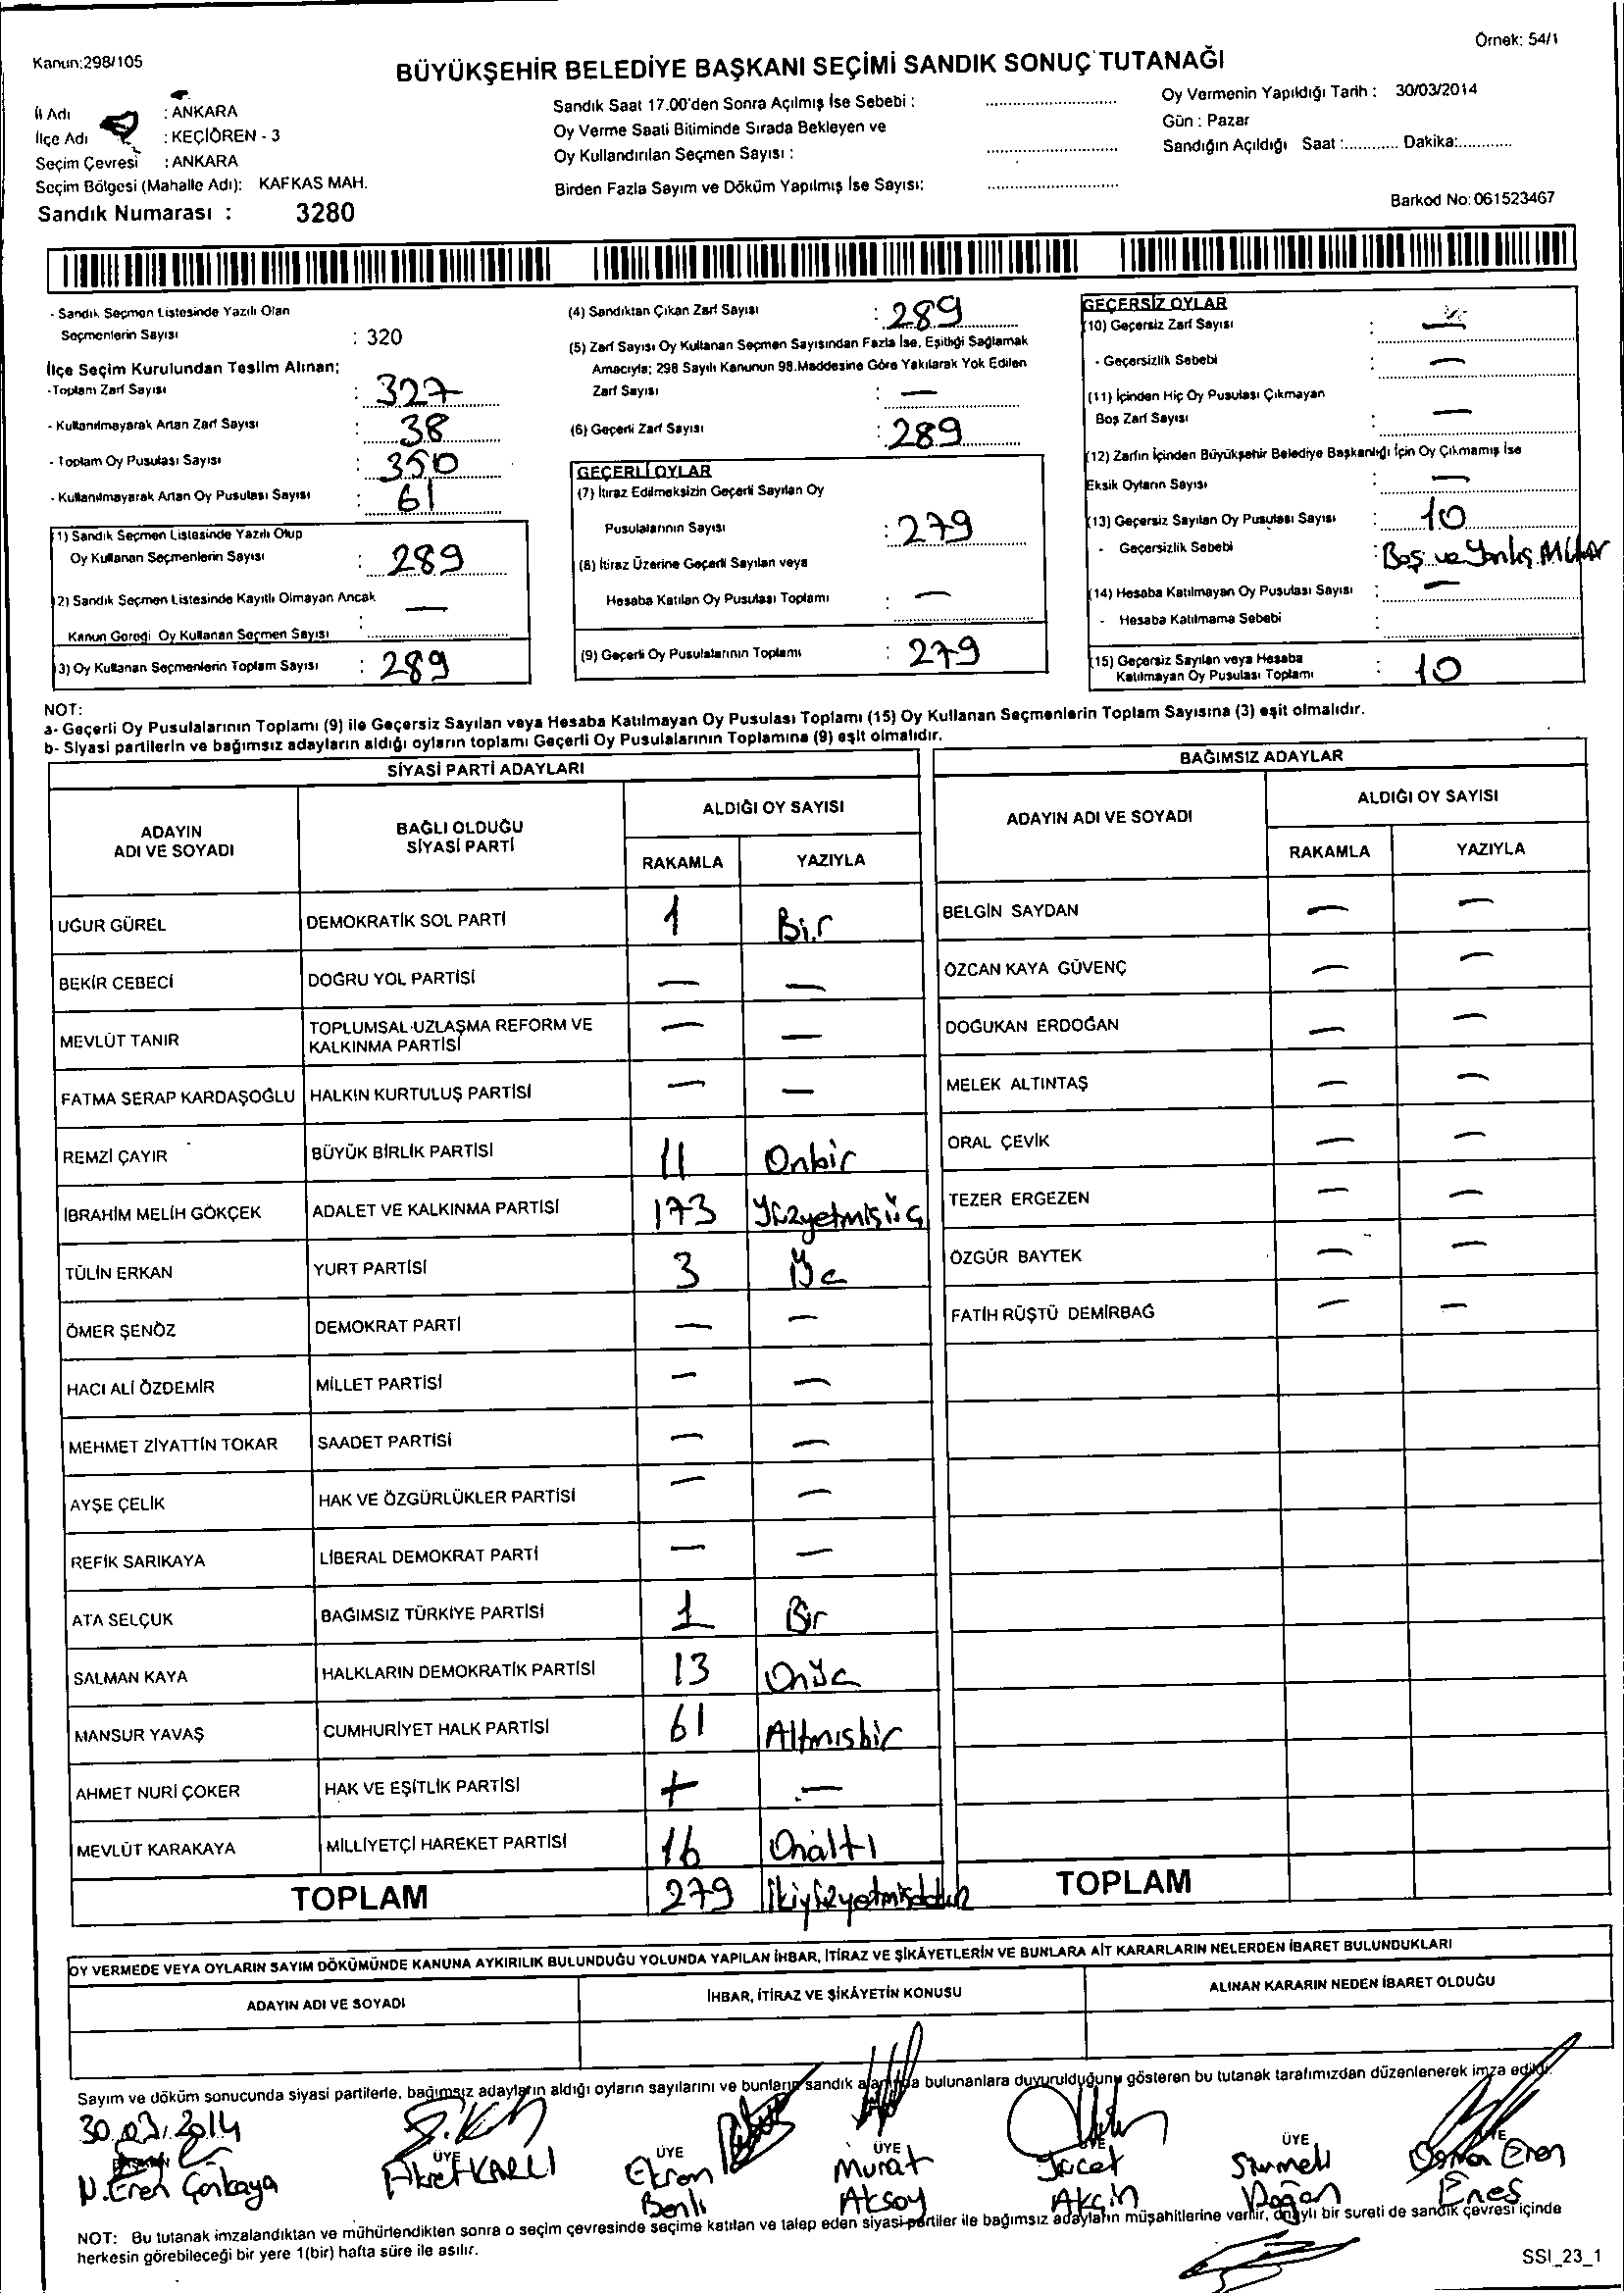 Örnek: 54/1
Kanun:298/105
BÜYÜKŞEHİR BELEDİYE BAŞKANI SEÇİMİ SANDIK SONUÇ TUTANAĞI
İl Adı : ANKARA
İlçe Adı : KEÇİÖREN - 3
Seçim Çevresi : ANKARA
Seçim Bölgesi (Mahalle Adı): KAFKAS MAH.
Sandık Numarası : 3280
Sandık Saat 17.00'den Sonra Açılmış İse Sebebi :
Oy Verme Saati Bitiminde Sırada Bekleyen ve
Oy Kullandırılan Seçmen Sayısı :
Birden Fazla Sayım ve Döküm Yapılmış İse Sayısı:
Oy Vermenin Yapıldığı Tarih : 30/03/2014
Gün : Pazar
Sandığın Açıldığı Saat :............ Dakika:............
Barkod No: 061523467
- Sandık Seçmen Listesinde Yazılı Olan
Seçmenlerin Sayısı : 320
İlçe Seçim Kurulundan Teslim Alınan;
-Toplam Zarf Sayısı : 327
- Kullanılmayarak Artan Zarf Sayısı : 38
- Toplam Oy Pusulası Sayısı : 350
- Kullanılmayarak Artan Oy Pusulası Sayısı : 61
(1) Sandık Seçmen Listesinde Yazılı Olup
Oy Kullanan Seçmenlerin Sayısı : 289
(2) Sandık Seçmen Listesinde Kayıtlı Olmayan Ancak
Kanun Gereği Oy Kullanan Seçmen Sayısı : —
(3) Oy Kullanan Seçmenlerin Toplam Sayısı : 289
(4) Sandıktan Çıkan Zarf Sayısı : 289
(5) Zarf Sayısı Oy Kullanan Seçmen Sayısından Fazla İse, Eşitliği Sağlamak
Amacıyla; 298 Sayılı Kanunun 98.Maddesine Göre Yakılarak Yok Edilen
Zarf Sayısı : —
(6) Geçerli Zarf Sayısı : 289
GEÇERLİ OYLAR
(7) İtiraz Edilmeksizin Geçerli Sayılan Oy
Pusulalarının Sayısı : 279
(8) İtiraz Üzerine Geçerli Sayılan veya
Hesaba Katılan Oy Pusulası Toplamı : —
(9) Geçerli Oy Pusulalarının Toplamı : 279
GEÇERSİZ OYLAR
(10) Geçersiz Zarf Sayısı : —
- Geçersizlik Sebebi : —
(11) İçinden Hiç Oy Pusulası Çıkmayan
Boş Zarf Sayısı : —
(12) Zarfın İçinden Büyükşehir Belediye Başkanlığı İçin Oy Çıkmamış İse
Eksik Oyların Sayısı : —
(13) Geçersiz Sayılan Oy Pusulası Sayısı : 10
- Geçersizlik Sebebi : Boş ve Yanlış
(14) Hesaba Katılmayan Oy Pusulası Sayısı : —
- Hesaba Katılmama Sebebi :
(15) Geçersiz Sayılan veya Hesaba
Katılmayan Oy Pusulası Toplamı : 10
NOT:
a- Geçerli Oy Pusulalarının Toplamı (9) ile Geçersiz Sayılan veya Hesaba Katılmayan Oy Pusulası Toplamı (15) Oy Kullanan Seçmenlerin Toplam Sayısına (3) eşit olmalıdır.
b- Siyasi partilerin ve bağımsız adayların aldığı oyların toplamı Geçerli Oy Pusulalarının Toplamına (9) eşit olmalıdır.
SİYASİ PARTİ ADAYLARI
ADAYIN ADI VE SOYADI BAĞLI OLDUĞU SİYASİ PARTİ ALDIĞI OY SAYISI
RAKAMLA YAZIYLA
UĞUR GÜREL DEMOKRATİK SOL PARTİ 1 Bir
BEKİR CEBECİ DOĞRU YOL PARTİSİ — —
MEVLÜT TANIR TOPLUMSAL UZLAŞMA REFORM VE KALKINMA PARTİSİ — —
FATMA SERAP KARDAŞOĞLU HALKIN KURTULUŞ PARTİSİ — —
REMZİ ÇAYIR BÜYÜK BİRLİK PARTİSİ 11 Onbir
İBRAHİM MELİH GÖKÇEK ADALET VE KALKINMA PARTİSİ 173 Yüzyetmişüç
TÜLİN ERKAN YURT PARTİSİ 3 Üç
ÖMER ŞENÖZ DEMOKRAT PARTİ — —
HACI ALİ ÖZDEMİR MİLLET PARTİSİ — —
MEHMET ZİYATTİN TOKAR SAADET PARTİSİ — —
AYŞE ÇELİK HAK VE ÖZGÜRLÜKLER PARTİSİ — —
REFİK SARIKAYA LİBERAL DEMOKRAT PARTİ — —
ATA SELÇUK BAĞIMSIZ TÜRKİYE PARTİSİ 1 Bir
SALMAN KAYA HALKLARIN DEMOKRATİK PARTİSİ 13 Onüç
MANSUR YAVAŞ CUMHURİYET HALK PARTİSİ 61 Altmışbir
AHMET NURİ ÇOKER HAK VE EŞİTLİK PARTİSİ — —
MEVLÜT KARAKAYA MİLLİYETÇİ HAREKET PARTİSİ 16 Onaltı
TOPLAM 279 İkiyüzyetmişdokuz
BAĞIMSIZ ADAYLAR
ADAYIN ADI VE SOYADI ALDIĞI OY SAYISI
RAKAMLA YAZIYLA
BELGİN SAYDAN — —
ÖZCAN KAYA GÜVENÇ — —
DOĞUKAN ERDOĞAN — —
MELEK ALTINTAŞ — —
ORAL ÇEVİK — —
TEZER ERGEZEN — —
ÖZGÜR BAYTEK — —
FATİH RÜŞTÜ DEMİRBAĞ — —
TOPLAM
OY VERMEDE VEYA OYLARIN SAYIM DÖKÜMÜNDE KANUNA AYKIRILIK BULUNDUĞU YOLUNDA YAPILAN İHBAR, İTİRAZ VE ŞİKÂYETLERİN VE BUNLARA AİT KARARLARIN NELERDEN İBARET BULUNDUKLARI
ADAYIN ADI VE SOYADI İHBAR, İTİRAZ VE ŞİKÂYETİN KONUSU ALINAN KARARIN NEDEN İBARET OLDUĞU
Sayım ve döküm sonucunda siyasi partilerle, bağımsız adayların aldığı oyların sayılarını ve bunların sandık alanında bulunanlara duyurulduğunu gösteren bu tutanak tarafımızdan düzenlenerek imza edildi.
30.03.2014
ÜYE ÜYE ÜYE ÜYE ÜYE
N. Eren Fikret KARLI Ekran Murat Akçin Doğan Osman Eren
Aksoy Enes
NOT: Bu tutanak imzalandıktan ve mühürlendikten sonra o seçim çevresinde seçime katılan ve talep eden siyasi partiler ile bağımsız adayların müşahitlerine verilir, onaylı bir sureti de sandık çevresi içinde
herkesin görebileceği bir yere 1(bir) hafta süre ile asılır.
SSI_23_1